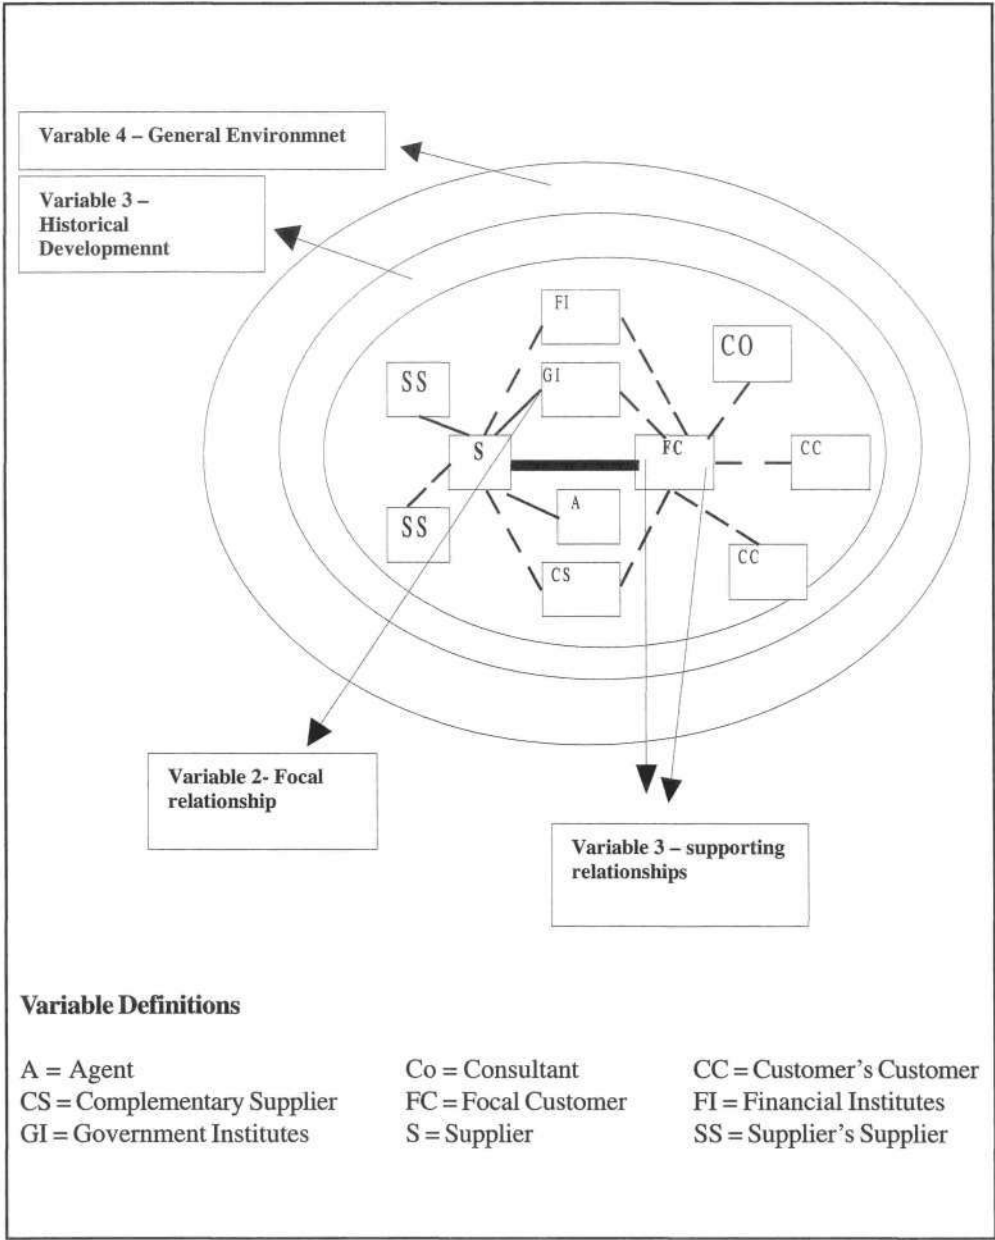 Varable 4 – General Environmnet
Variable 3 –
Historical
Developmennt
FI
CO
SS
GI
S
FC
CC
A
SS
CS
CC
Variable 2- Focal
relationship
Variable 3 – supporting
relationships
Variable Definitions
A = Agent
Co = Consultant
CC = Customer's Customer
CS = Complementary Supplier
FC = Focal Customer
FI = Financial Institutes
GI = Government Institutes
S = Supplier
SS = Supplier's Supplier